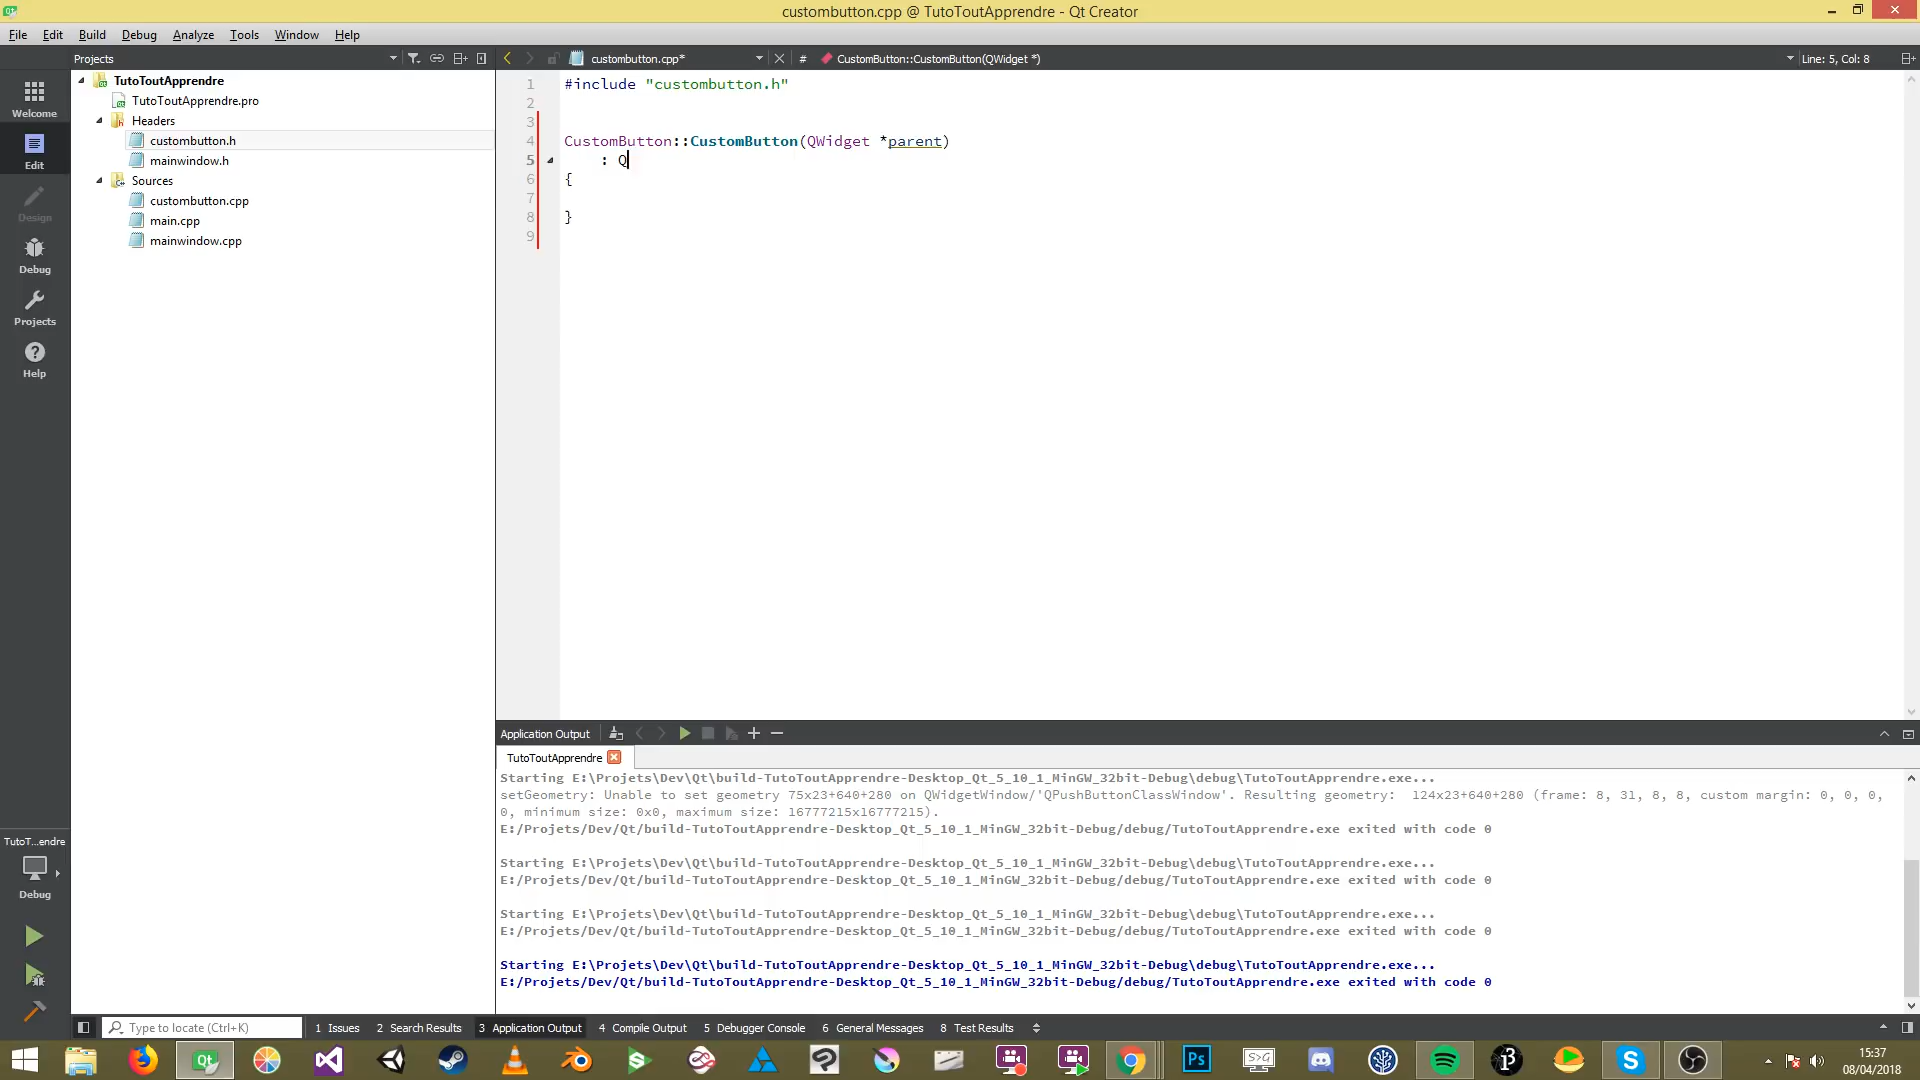 custombutton.cpp @ TutoToutApprendre - Qt Creator
File Edit Build Debug Analyze Tools Window Help
Projects
custombutton.cpp*
# CustomButton::CustomButton(QWidget *)
Line: 5, Col: 8
Welcome
Edit
Design
Debug
Projects
Help
TutoToutApprendre
TutoToutApprendre.pro
Headers
custombutton.h
mainwindow.h
Sources
custombutton.cpp
main.cpp
mainwindow.cpp
1 #include "custombutton.h"
2
3
4 CustomButton::CustomButton(QWidget *parent)
5 : Q
6 {
7
8 }
9
Application Output
TutoToutApprendre
Starting E:\Projets\Dev\Qt\build-TutoToutApprendre-Desktop_Qt_5_10_1_MinGW_32bit-Debug\debug\TutoToutApprendre.exe...
setGeometry: Unable to set geometry 75x23+640+280 on QWidgetWindow/'QPushButtonClassWindow'. Resulting geometry:  124x23+640+280 (frame: 8, 31, 8, 8, custom margin: 0, 0, 0,
0, minimum size: 0x0, maximum size: 16777215x16777215).
E:/Projets/Dev/Qt/build-TutoToutApprendre-Desktop_Qt_5_10_1_MinGW_32bit-Debug/debug/TutoToutApprendre.exe exited with code 0
Starting E:\Projets\Dev\Qt\build-TutoToutApprendre-Desktop_Qt_5_10_1_MinGW_32bit-Debug\debug\TutoToutApprendre.exe...
E:/Projets/Dev/Qt/build-TutoToutApprendre-Desktop_Qt_5_10_1_MinGW_32bit-Debug/debug/TutoToutApprendre.exe exited with code 0
Starting E:\Projets\Dev\Qt\build-TutoToutApprendre-Desktop_Qt_5_10_1_MinGW_32bit-Debug\debug\TutoToutApprendre.exe...
E:/Projets/Dev/Qt/build-TutoToutApprendre-Desktop_Qt_5_10_1_MinGW_32bit-Debug/debug/TutoToutApprendre.exe exited with code 0
Starting E:\Projets\Dev\Qt\build-TutoToutApprendre-Desktop_Qt_5_10_1_MinGW_32bit-Debug\debug\TutoToutApprendre.exe...
E:/Projets/Dev/Qt/build-TutoToutApprendre-Desktop_Qt_5_10_1_MinGW_32bit-Debug/debug/TutoToutApprendre.exe exited with code 0
TutoT...endre
Debug
Type to locate (Ctrl+K)
1 Issues 2 Search Results 3 Application Output 4 Compile Output 5 Debugger Console 6 General Messages 8 Test Results
15:37
08/04/2018